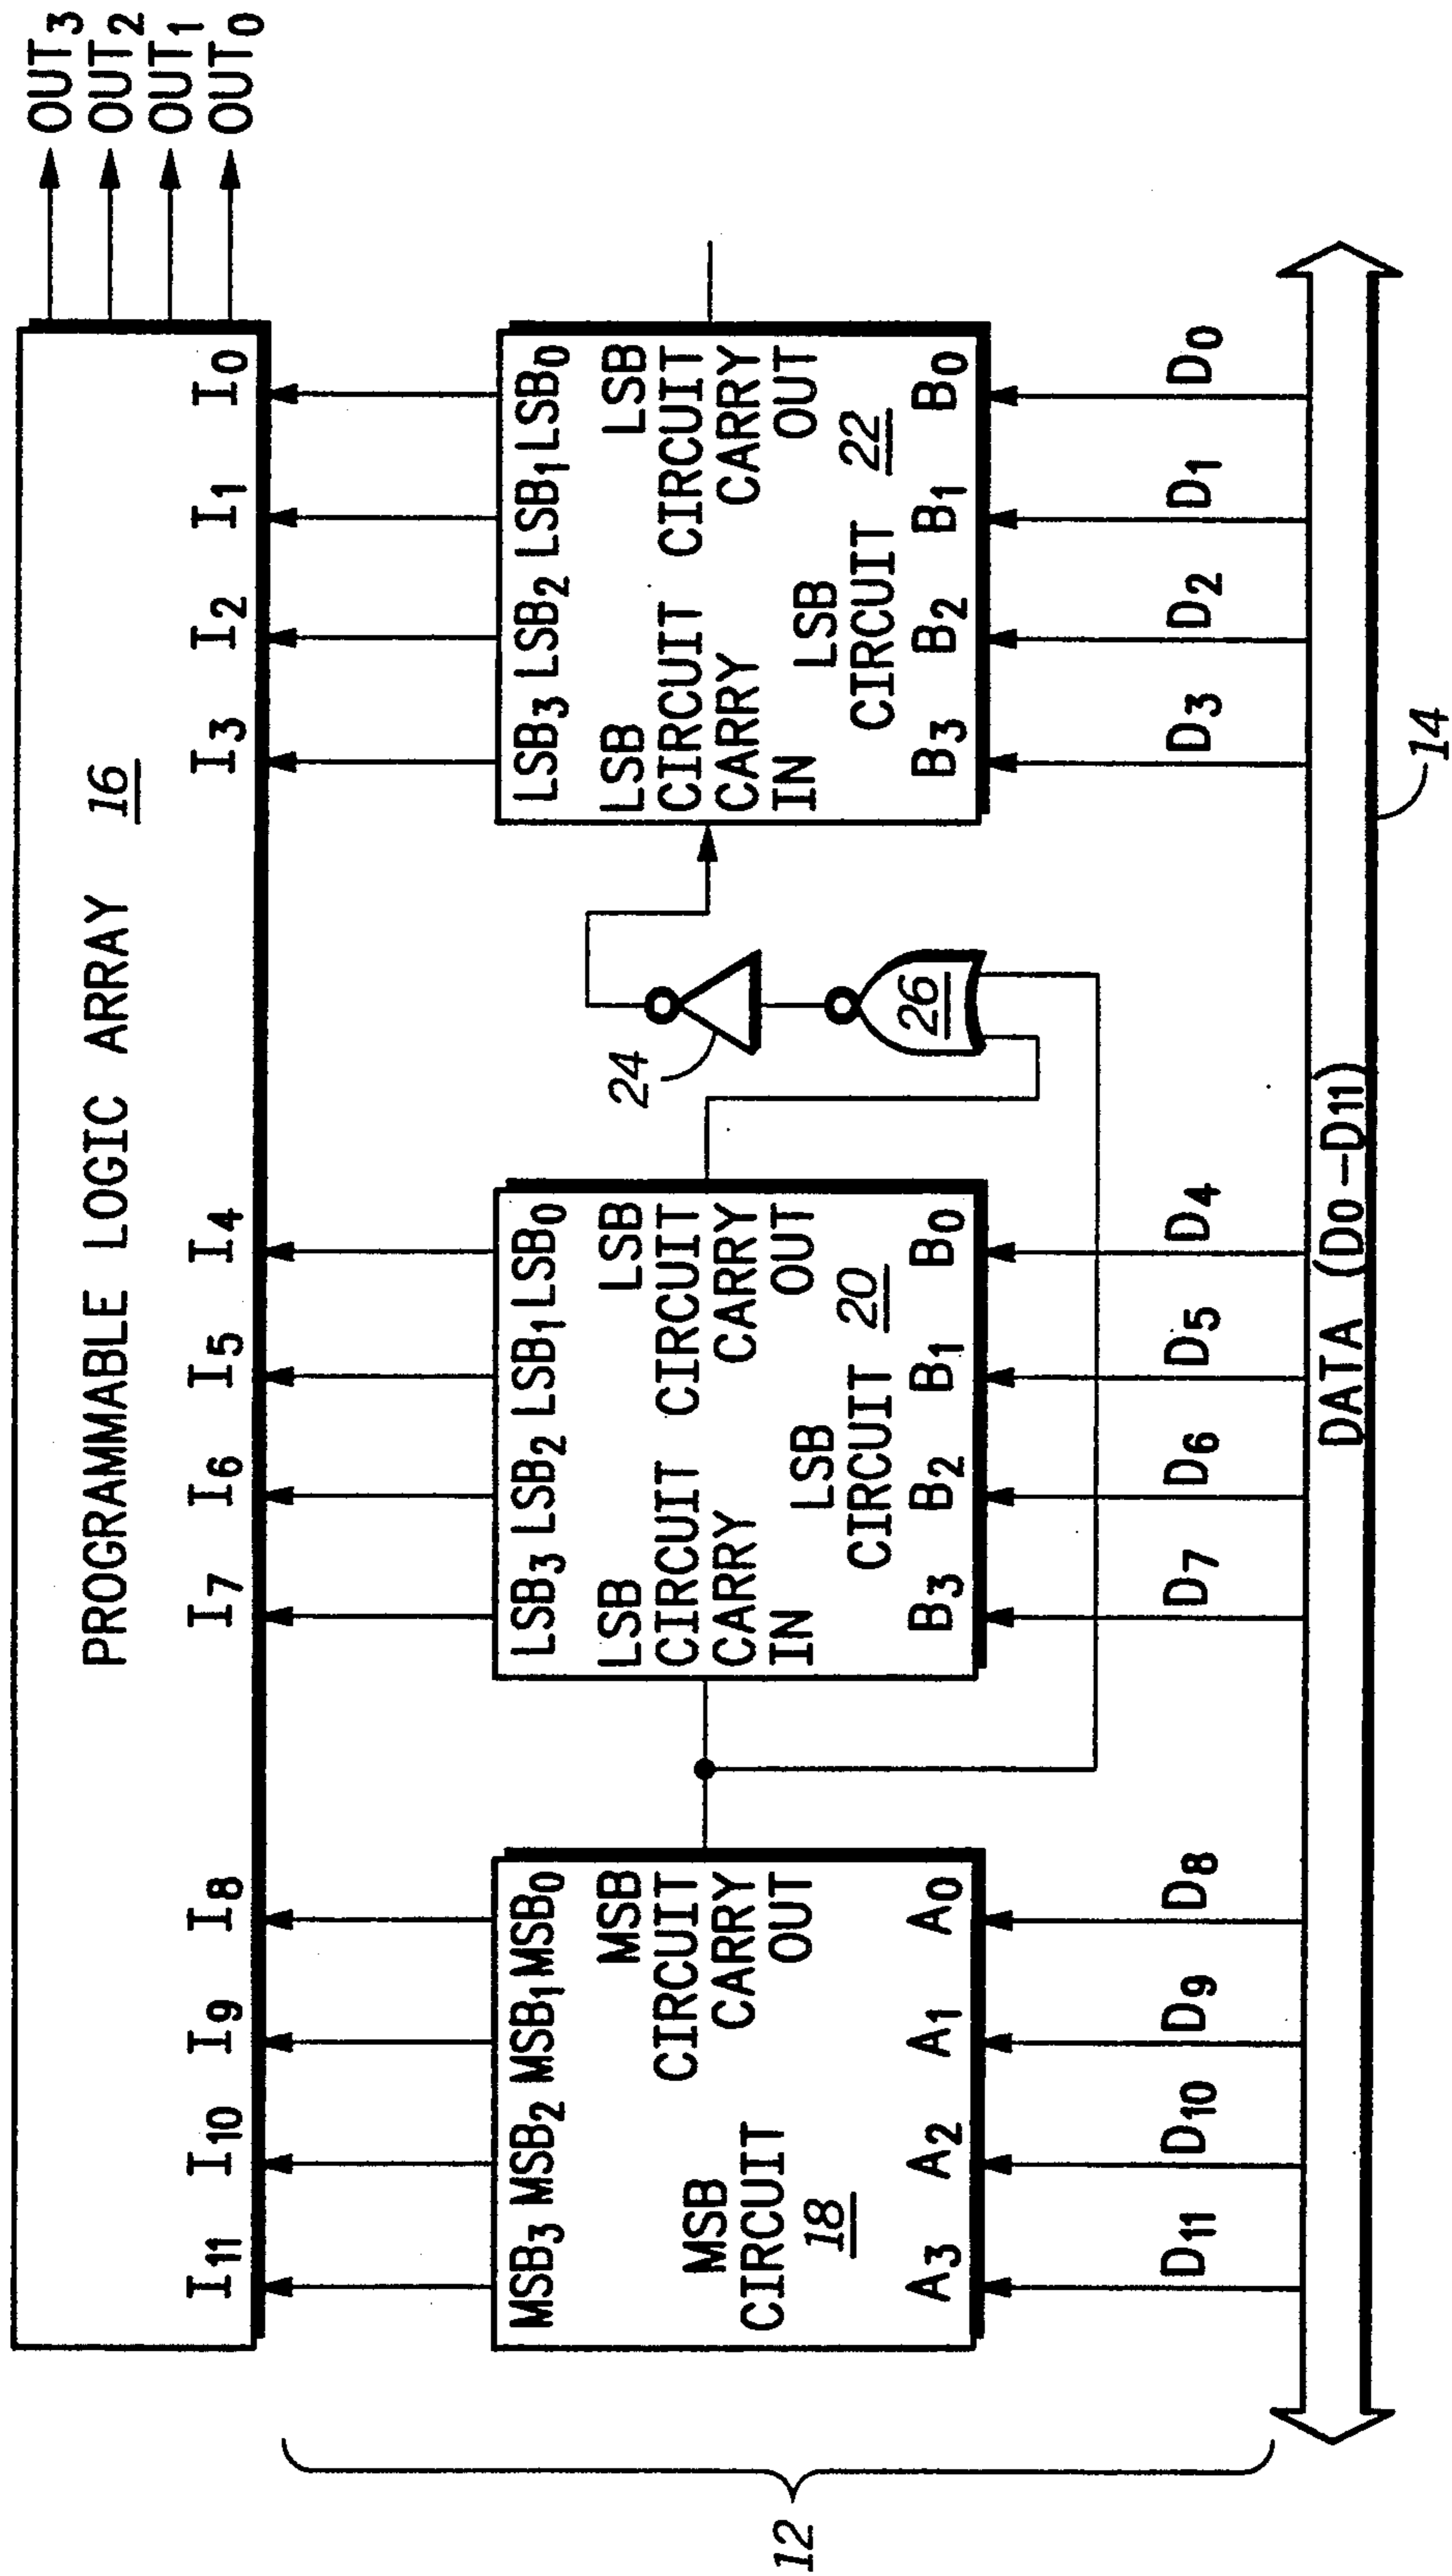 OUT3
OUT2
OUT1
OUT0
PROGRAMMABLE LOGIC ARRAY 16
I11 I10 I9 I8 I7 I6 I5 I4 I3 I2 I1 I0
MSB3 MSB2 MSB1 MSB0
MSB
CIRCUIT
CARRY
OUT
MSB
CIRCUIT
18
A3 A2 A1 A0
LSB3 LSB2 LSB1 LSB0
LSB
CIRCUIT
CARRY
IN
LSB
CIRCUIT
CARRY
OUT
LSB
CIRCUIT 20
B3 B2 B1 B0
24
26
LSB3 LSB2 LSB1 LSB0
LSB
CIRCUIT
CARRY
IN
LSB
CIRCUIT
CARRY
OUT
LSB
CIRCUIT 22
B3 B2 B1 B0
D11 D10 D9 D8 D7 D6 D5 D4 D3 D2 D1 D0
DATA (D0-D11)
14
12